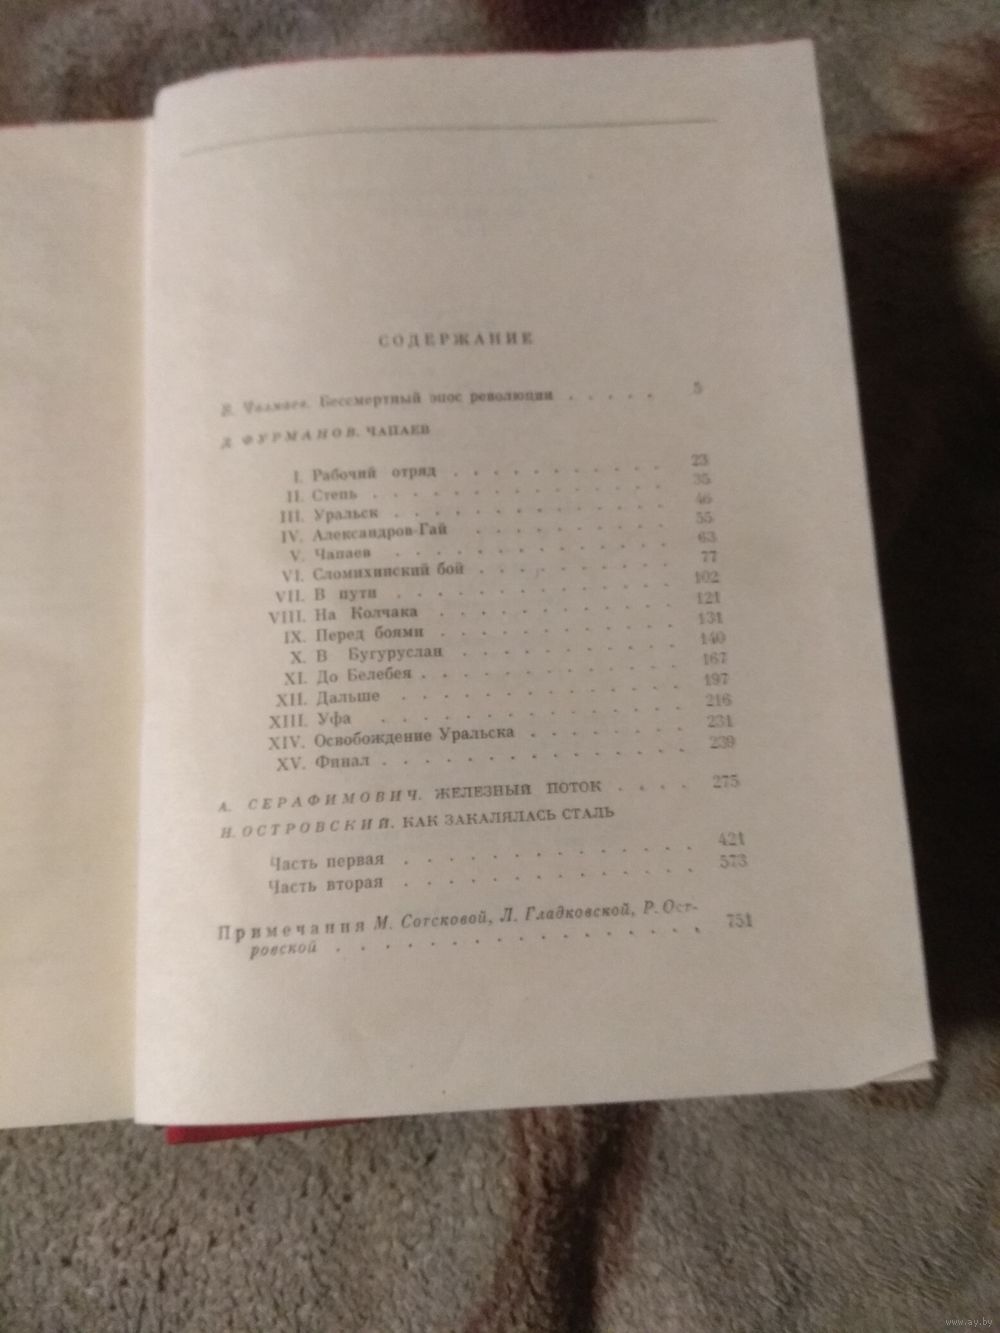 СОДЕРЖАНИЕ
В. Чалмаев. Бессмертный эпос революции . . . . . 5
Д. ФУРМАНОВ. ЧАПАЕВ
I. Рабочий отряд . . . . . . . . . . 23
II. Степь . . . . . . . . . . . . . 35
III. Уральск . . . . . . . . . . . . 46
IV. Александров-Гай . . . . . . . . . 55
V. Чапаев . . . . . . . . . . . . 63
VI. Сломихинский бой . . . . . . . . . 77
VII. В пути . . . . . . . . . . . . 102
VIII. На Колчака . . . . . . . . . . 121
IX. Перед боями . . . . . . . . . . 131
X. В Бугуруслан . . . . . . . . . 140
XI. До Белебея . . . . . . . . . . . 167
XII. Дальше . . . . . . . . . . . . 197
XIII. Уфа . . . . . . . . . . . . . 216
XIV. Освобождение Уральска . . . . . . . 231
XV. Финал . . . . . . . . . . . . . 239
А. СЕРАФИМОВИЧ. ЖЕЛЕЗНЫЙ ПОТОК . . . . 275
Н. ОСТРОВСКИЙ. КАК ЗАКАЛЯЛАСЬ СТАЛЬ
Часть первая . . . . . . . . . . . . 421
Часть вторая . . . . . . . . . . . . 573
Примечания М. Сотсковой, Л. Гладковской, Р. Ост-
ровской . . . . . . . . . . . . . . . 751
www.ay.by